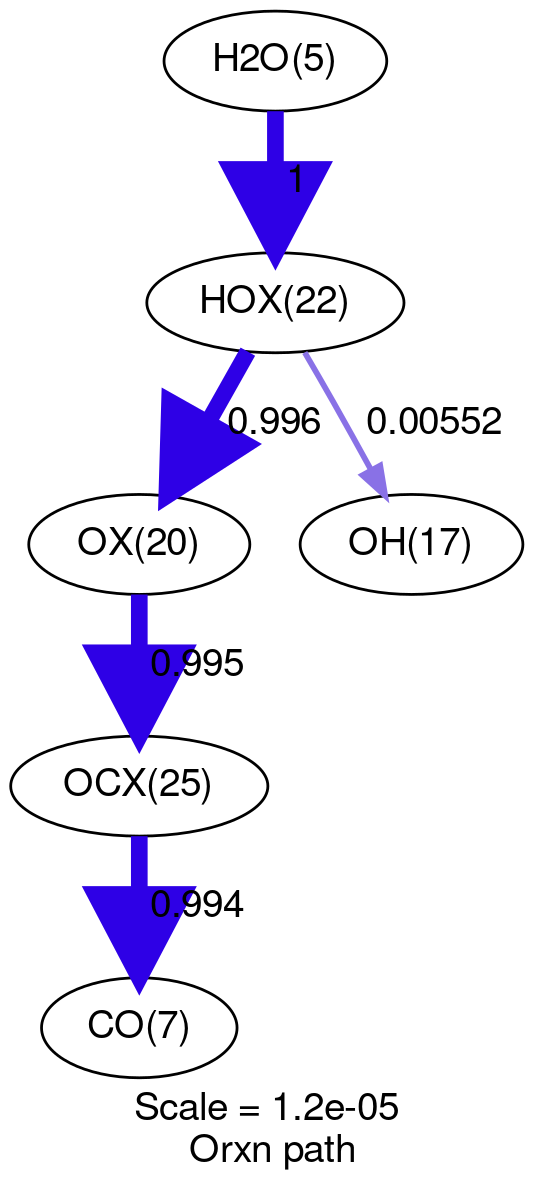 H2O(5)
1
HOX(22)
0.996
0.00552
OX(20)
OH(17)
0.995
OCX(25)
0.994
CO(7)
Scale = 1.2e-05
Orxn path